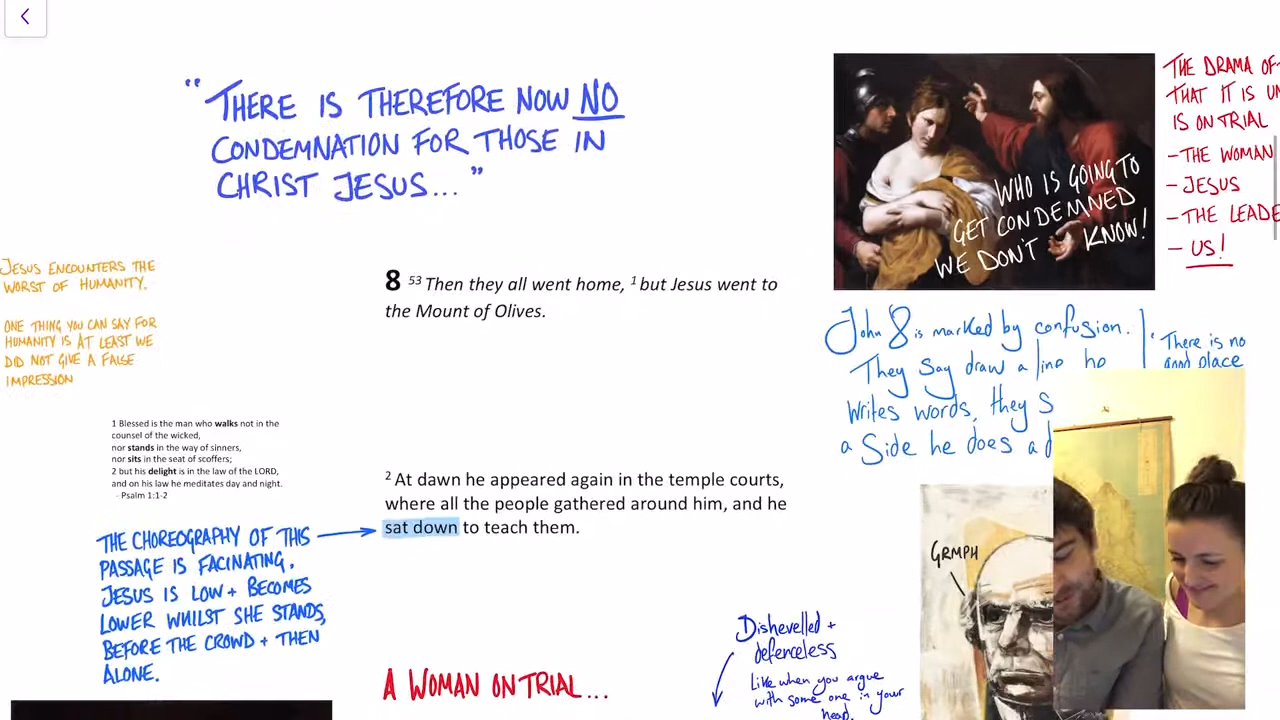 "THERE IS THEREFORE NOW NO
CONDEMNATION FOR THOSE IN
CHRIST JESUS..."
JESUS ENCOUNTERS THE
WORST OF HUMANITY.
ONE THING YOU CAN SAY FOR
HUMANITY IS AT LEAST WE
DID NOT GIVE A FALSE
IMPRESSION
8 53 Then they all went home, 1 but Jesus went to
the Mount of Olives.
1 Blessed is the man who walks not in the
counsel of the wicked,
nor stands in the way of sinners,
nor sits in the seat of scoffers;
2 but his delight is in the law of the LORD,
and on his law he meditates day and night.
- Psalm 1:1-2
2 At dawn he appeared again in the temple courts,
where all the people gathered around him, and he
sat down to teach them.
THE CHOREOGRAPHY OF THIS
PASSAGE IS FACINATING.
JESUS IS LOW + BECOMES
LOWER WHILST SHE STANDS,
BEFORE THE CROWD + THEN
ALONE.
A WOMAN ON TRIAL...
WHO IS GOING TO
GET CONDEMNED
WE DON'T KNOW!
THE DRAMA OF
THAT IT IS UN
IS ON TRIAL
- THE WOMAN
- JESUS
- THE LEADE
- US!
John 8 is marked by confusion.
They say draw a line he
writes words, they s
a side he does a d
There is no
good place
GRMPH
Dishevelled +
defenceless
Like when you argue
with some one in your
head.